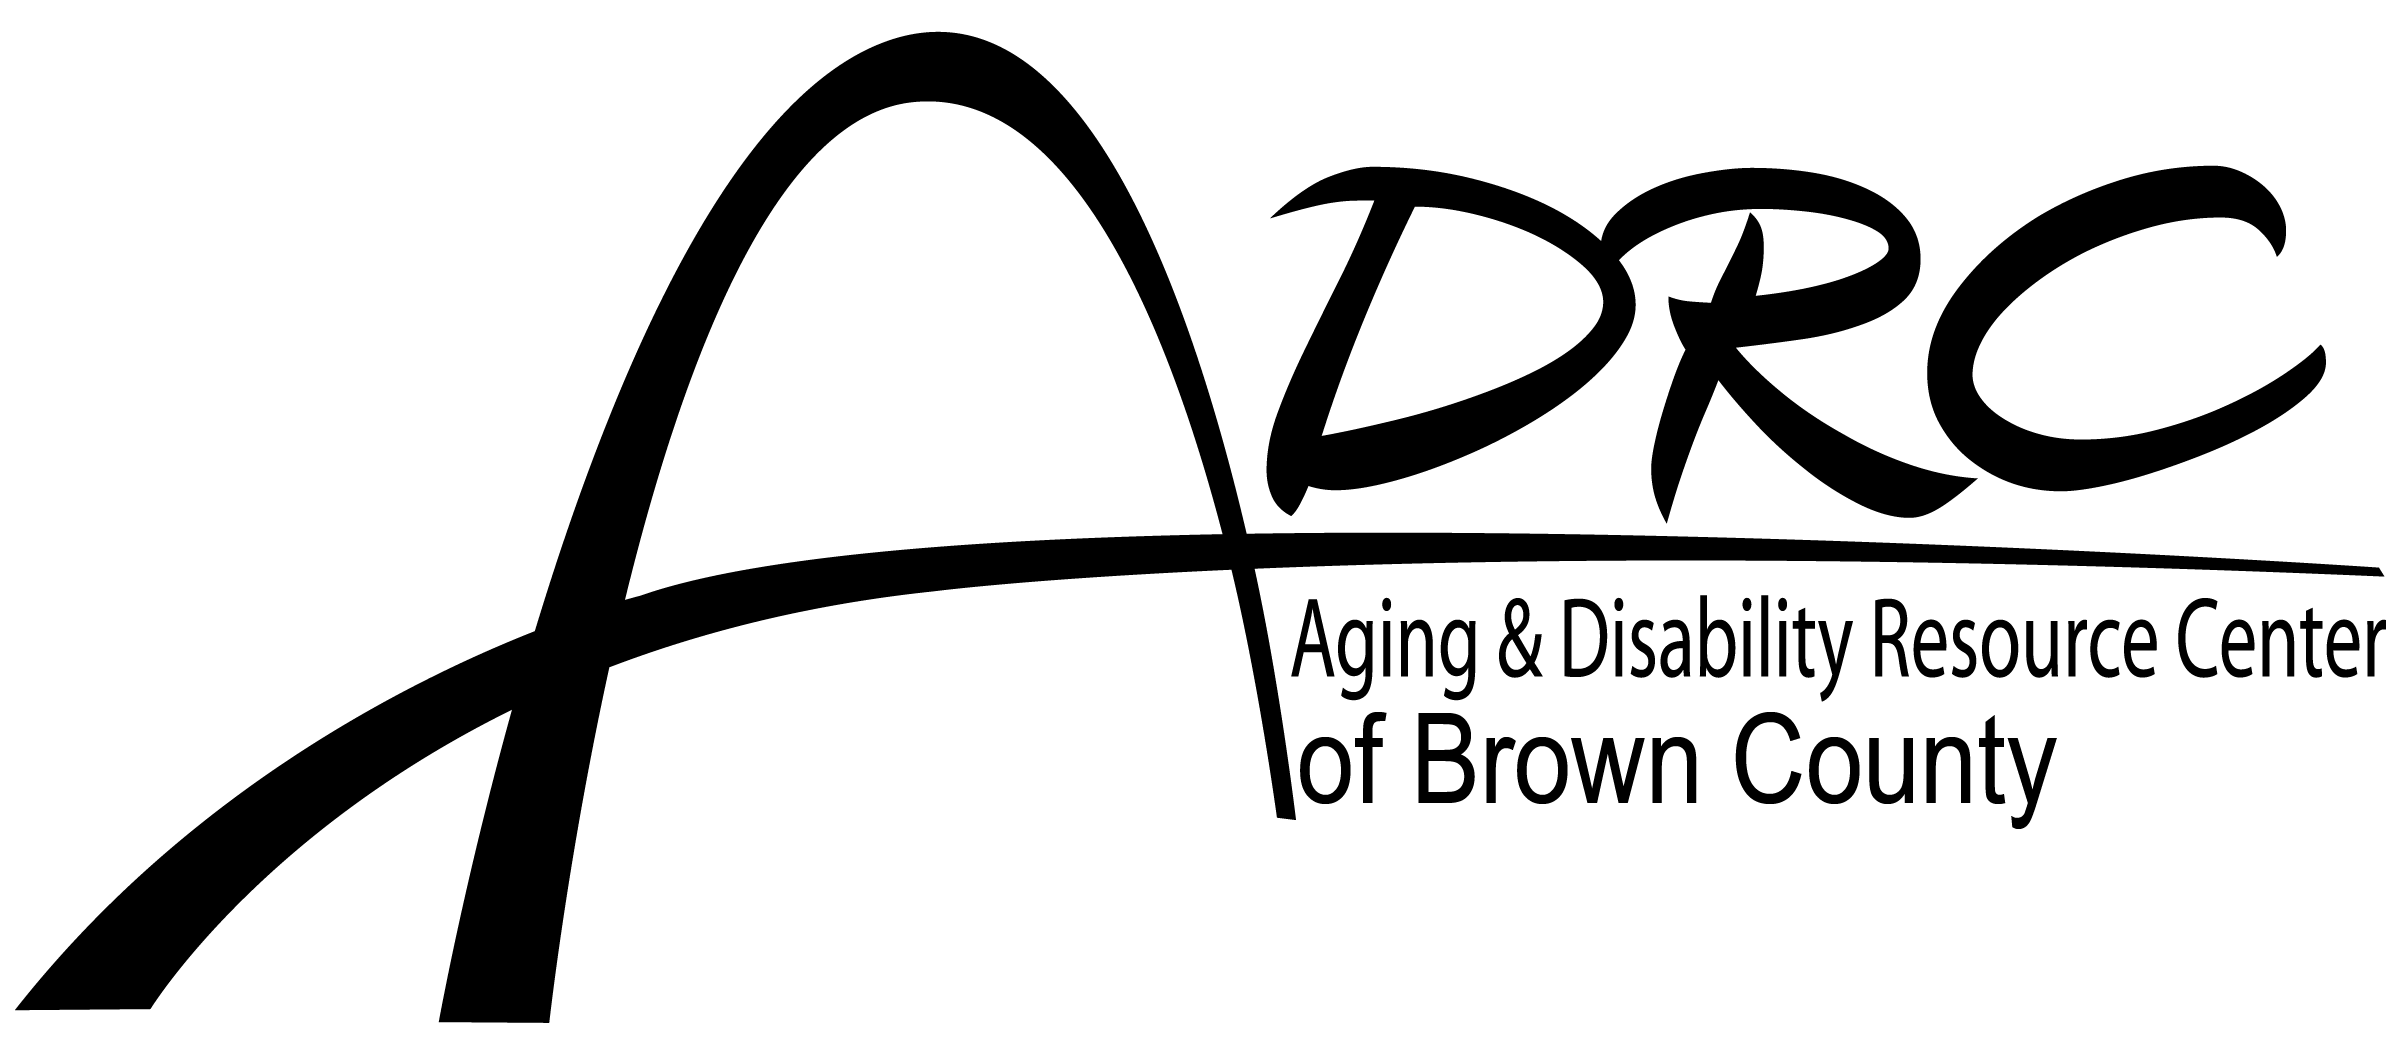 ADRC
Aging & Disability Resource Center
of Brown County